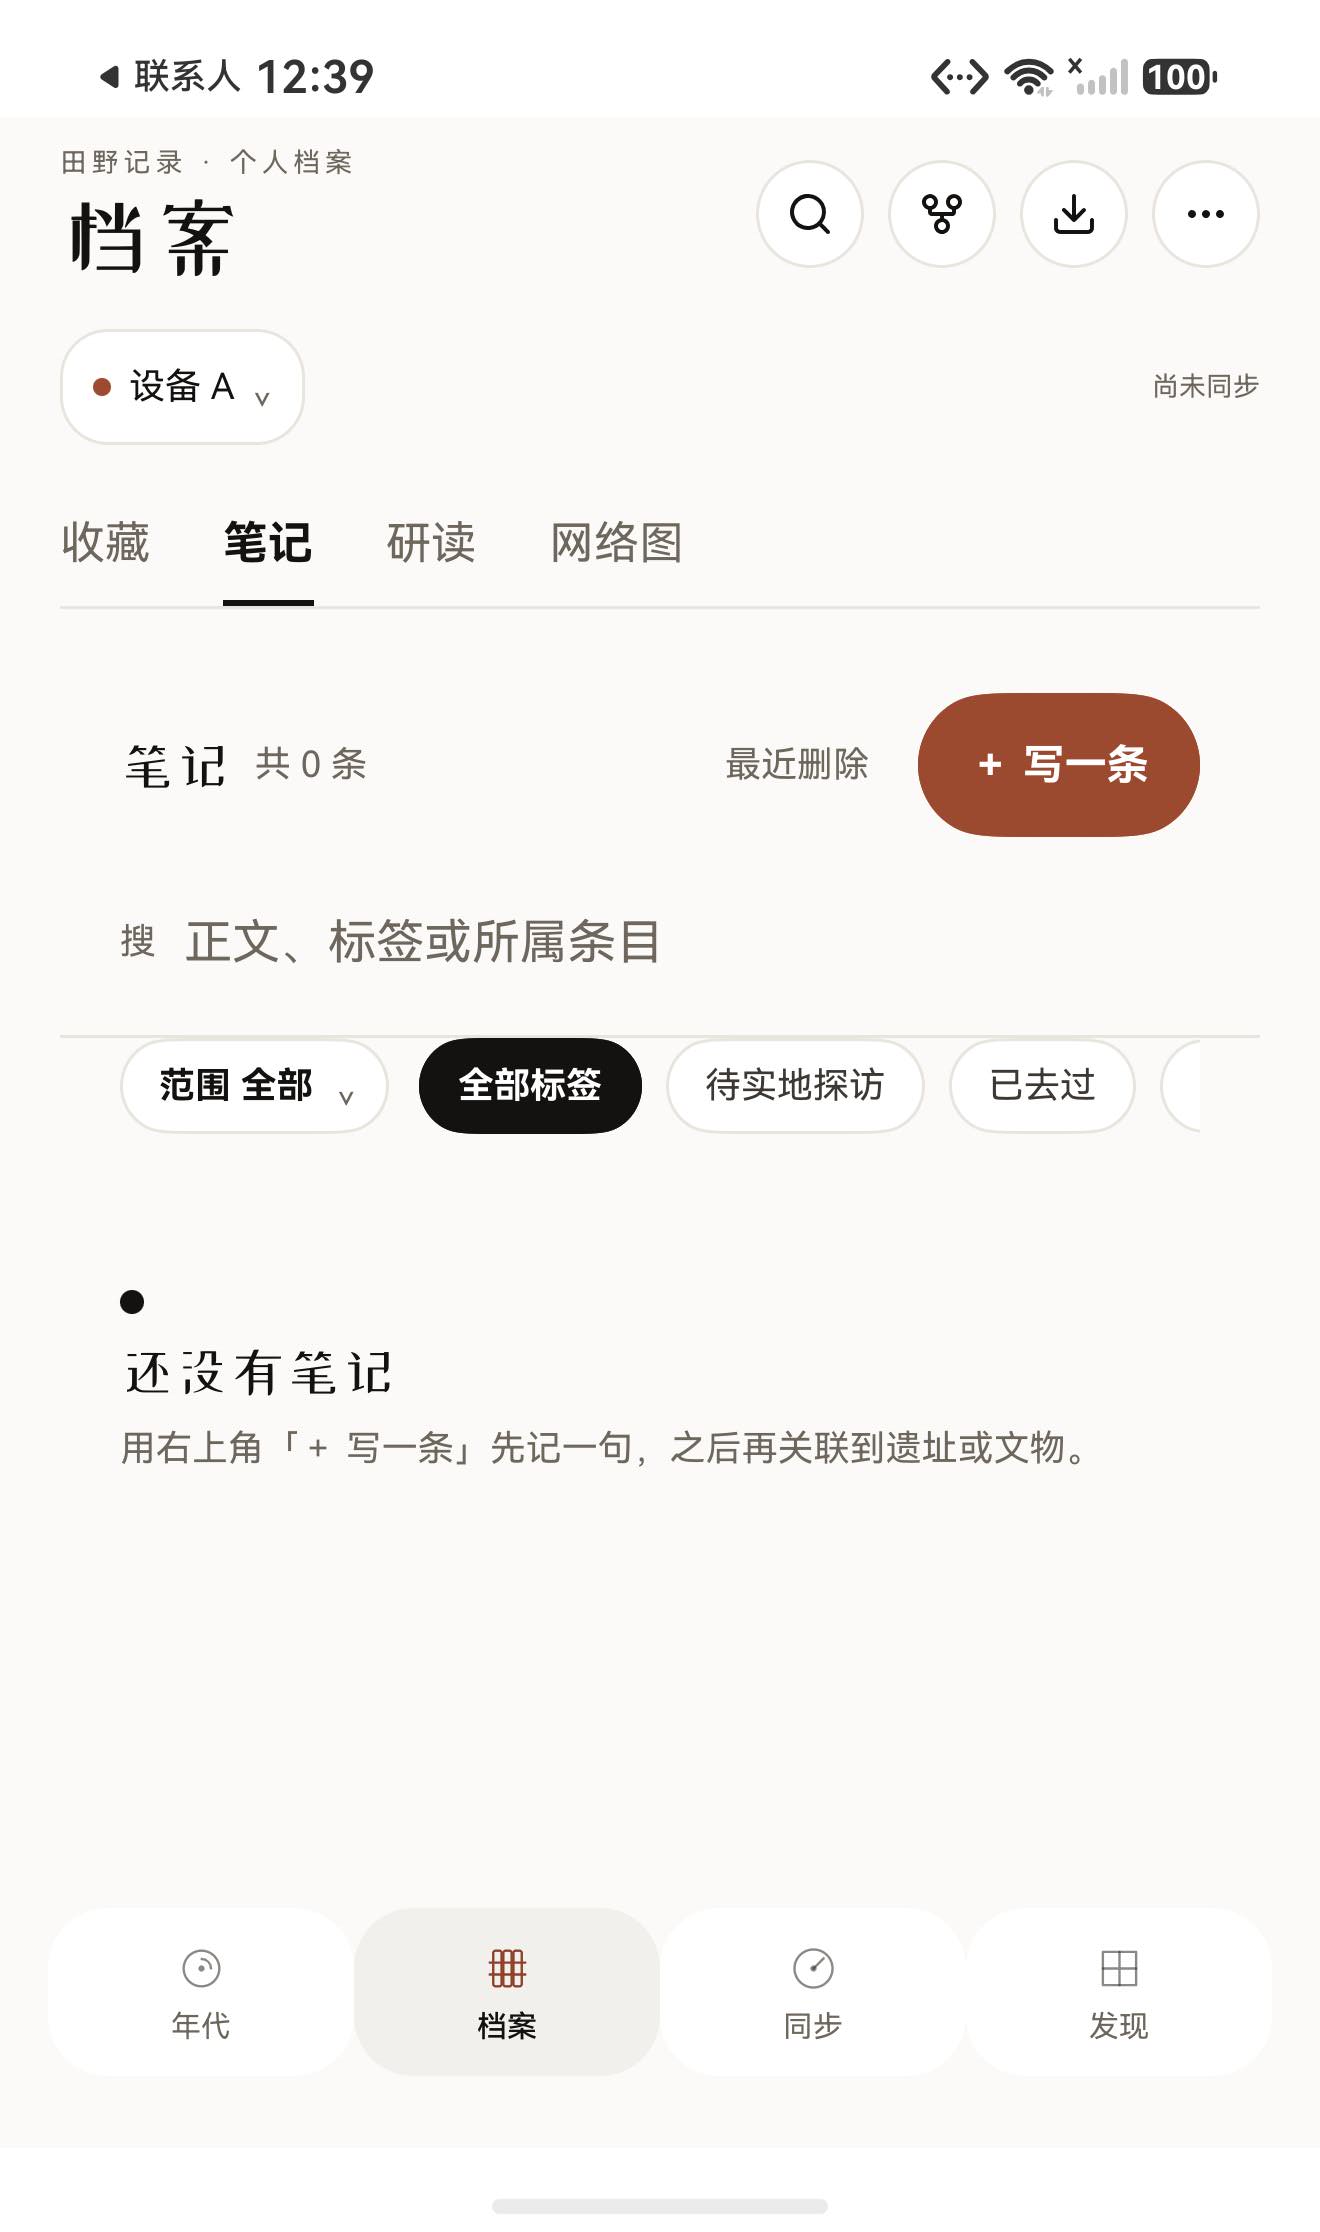 联系人 12:39 100
田野记录 · 个人档案
档案
设备 A
尚未同步
收藏 笔记 研读 网络图
笔记 共 0 条 最近删除 + 写一条
搜 正文、标签或所属条目
范围 全部 全部标签 待实地探访 已去过
还没有笔记
用右上角「+ 写一条」先记一句，之后再关联到遗址或文物。
年代 档案 同步 发现